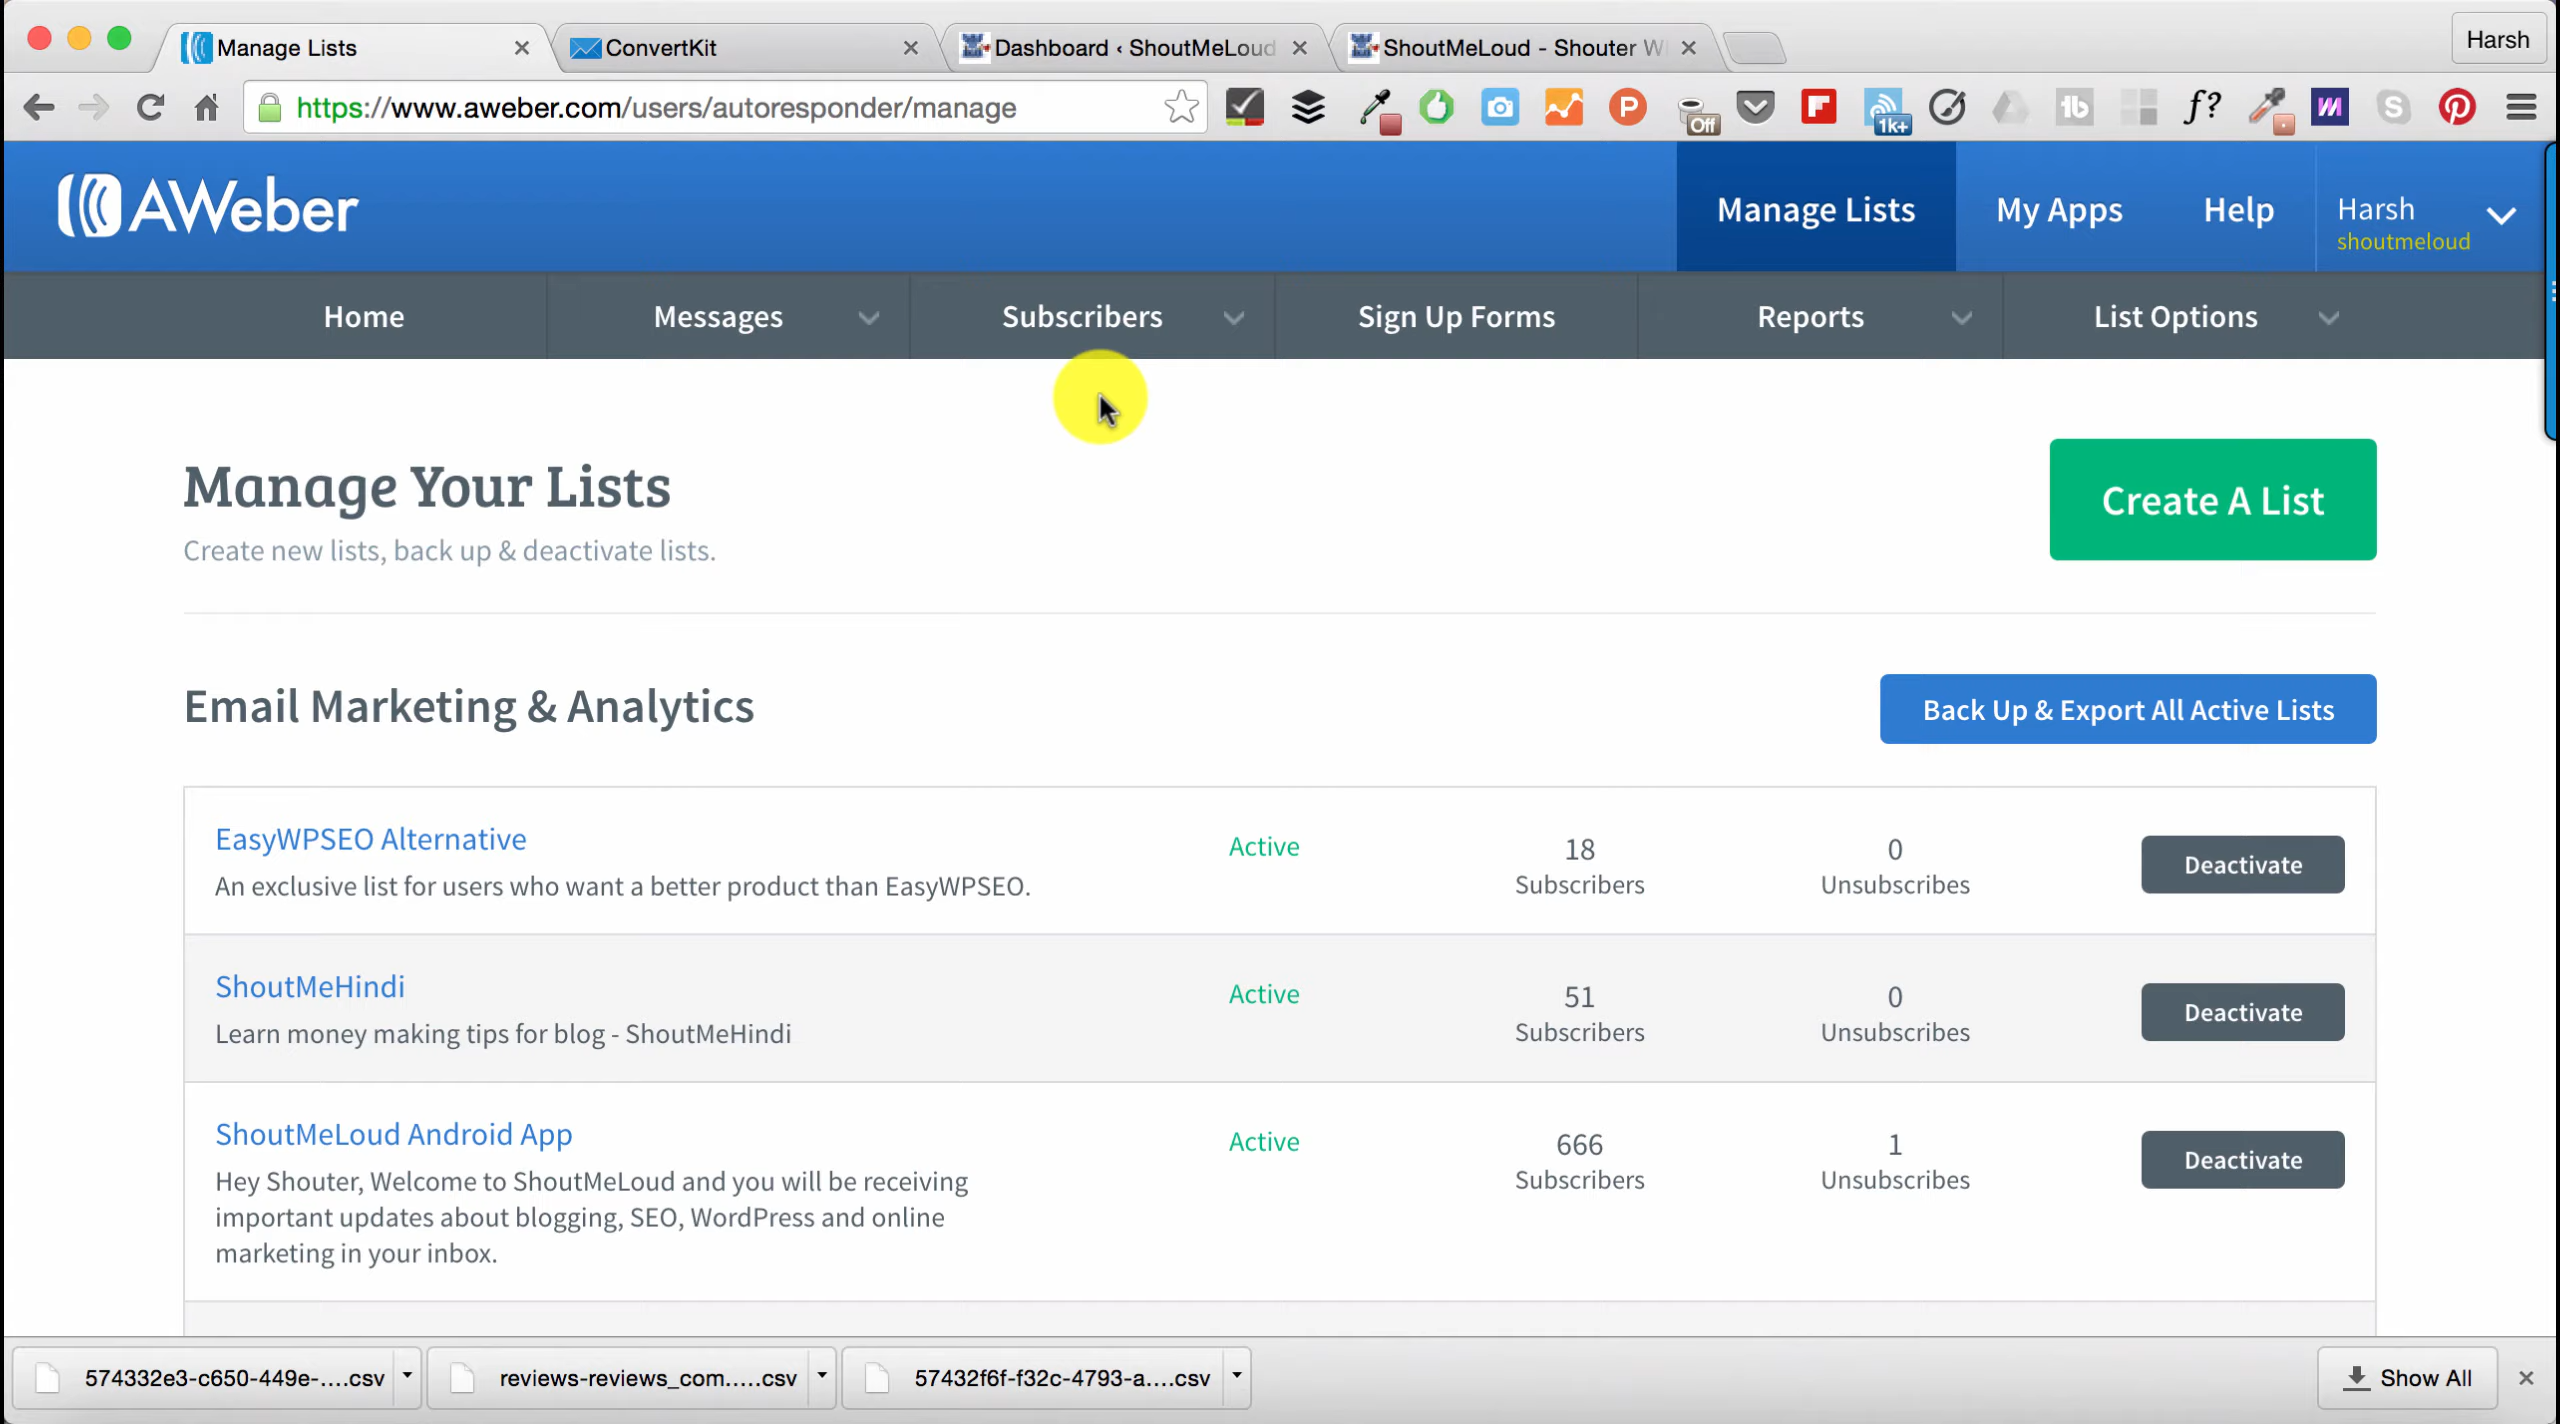 Manage Lists
ConvertKit
Dashboard ‹ ShoutMeLoud
ShoutMeLoud - Shouter W
Harsh
https://www.aweber.com/users/autoresponder/manage
Off
1k+
f?
AWeber
Manage Lists
My Apps
Help
Harsh
shoutmeloud
Home
Messages
Subscribers
Sign Up Forms
Reports
List Options
Manage Your Lists
Create new lists, back up & deactivate lists.
Create A List
Email Marketing & Analytics
Back Up & Export All Active Lists
EasyWPSEO Alternative
An exclusive list for users who want a better product than EasyWPSEO.
Active
18
Subscribers
0
Unsubscribes
Deactivate
ShoutMeHindi
Learn money making tips for blog - ShoutMeHindi
Active
51
Subscribers
0
Unsubscribes
Deactivate
ShoutMeLoud Android App
Hey Shouter, Welcome to ShoutMeLoud and you will be receiving
important updates about blogging, SEO, WordPress and online
marketing in your inbox.
Active
666
Subscribers
1
Unsubscribes
Deactivate
574332e3-c650-449e-....csv
reviews-reviews_com.....csv
57432f6f-f32c-4793-a....csv
Show All